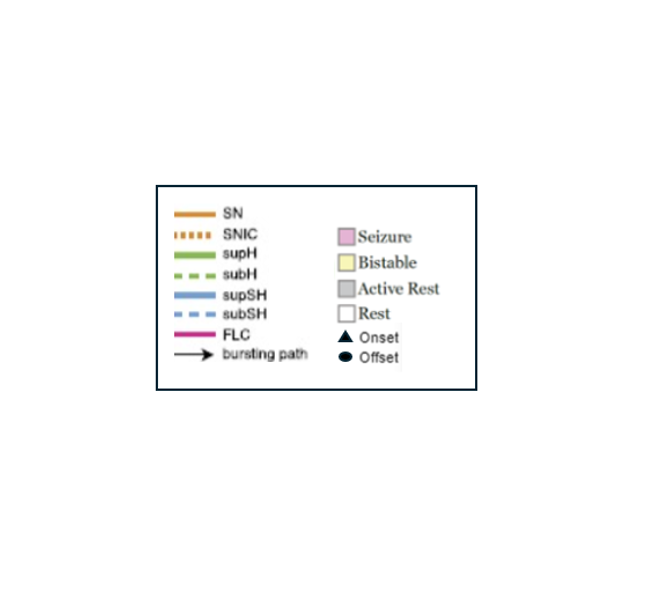 SN
SNIC
supH
subH
supSH
subSH
FLC
bursting path
Seizure
Bistable
Active Rest
Rest
Onset
Offset